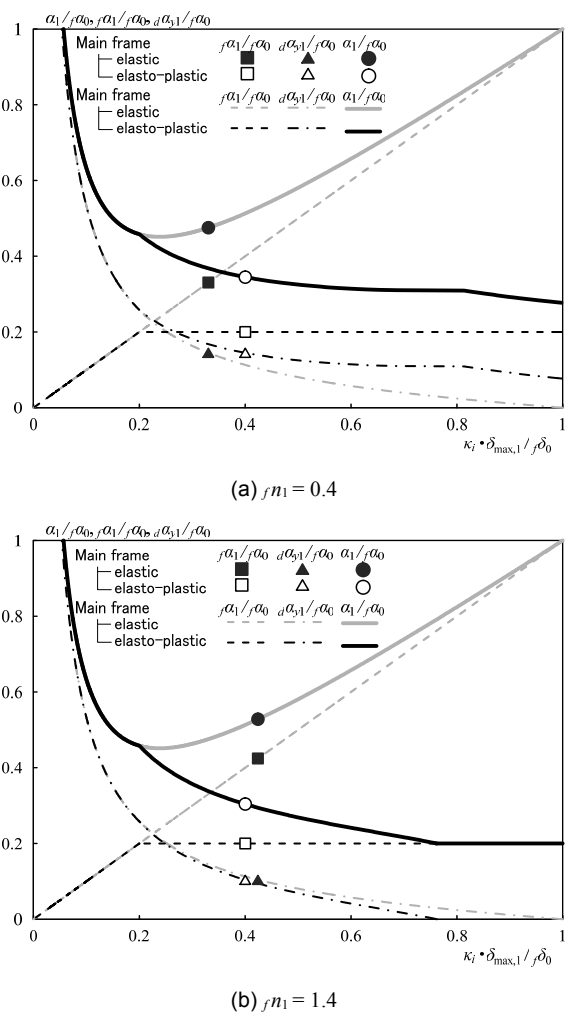 α₁/fα₀, fα₁/fα₀, dαy1/fα₀
Main frame fα₁/fα₀ dαy1/fα₀ α₁/fα₀
elastic
elasto-plastic
Main frame fα₁/fα₀ dαy1/fα₀ α₁/fα₀
elastic
elasto-plastic
1
0.8
0.6
0.4
0.2
0
0 0.2 0.4 0.6 0.8 1
κᵢ•δmax,1/fδ₀
(a) fn₁ = 0.4
α₁/fα₀, fα₁/fα₀, dαy1/fα₀
Main frame fα₁/fα₀ dαy1/fα₀ α₁/fα₀
elastic
elasto-plastic
Main frame fα₁/fα₀ dαy1/fα₀ α₁/fα₀
elastic
elasto-plastic
1
0.8
0.6
0.4
0.2
0
0 0.2 0.4 0.6 0.8 1
κᵢ•δmax,1/fδ₀
(b) fn₁ = 1.4